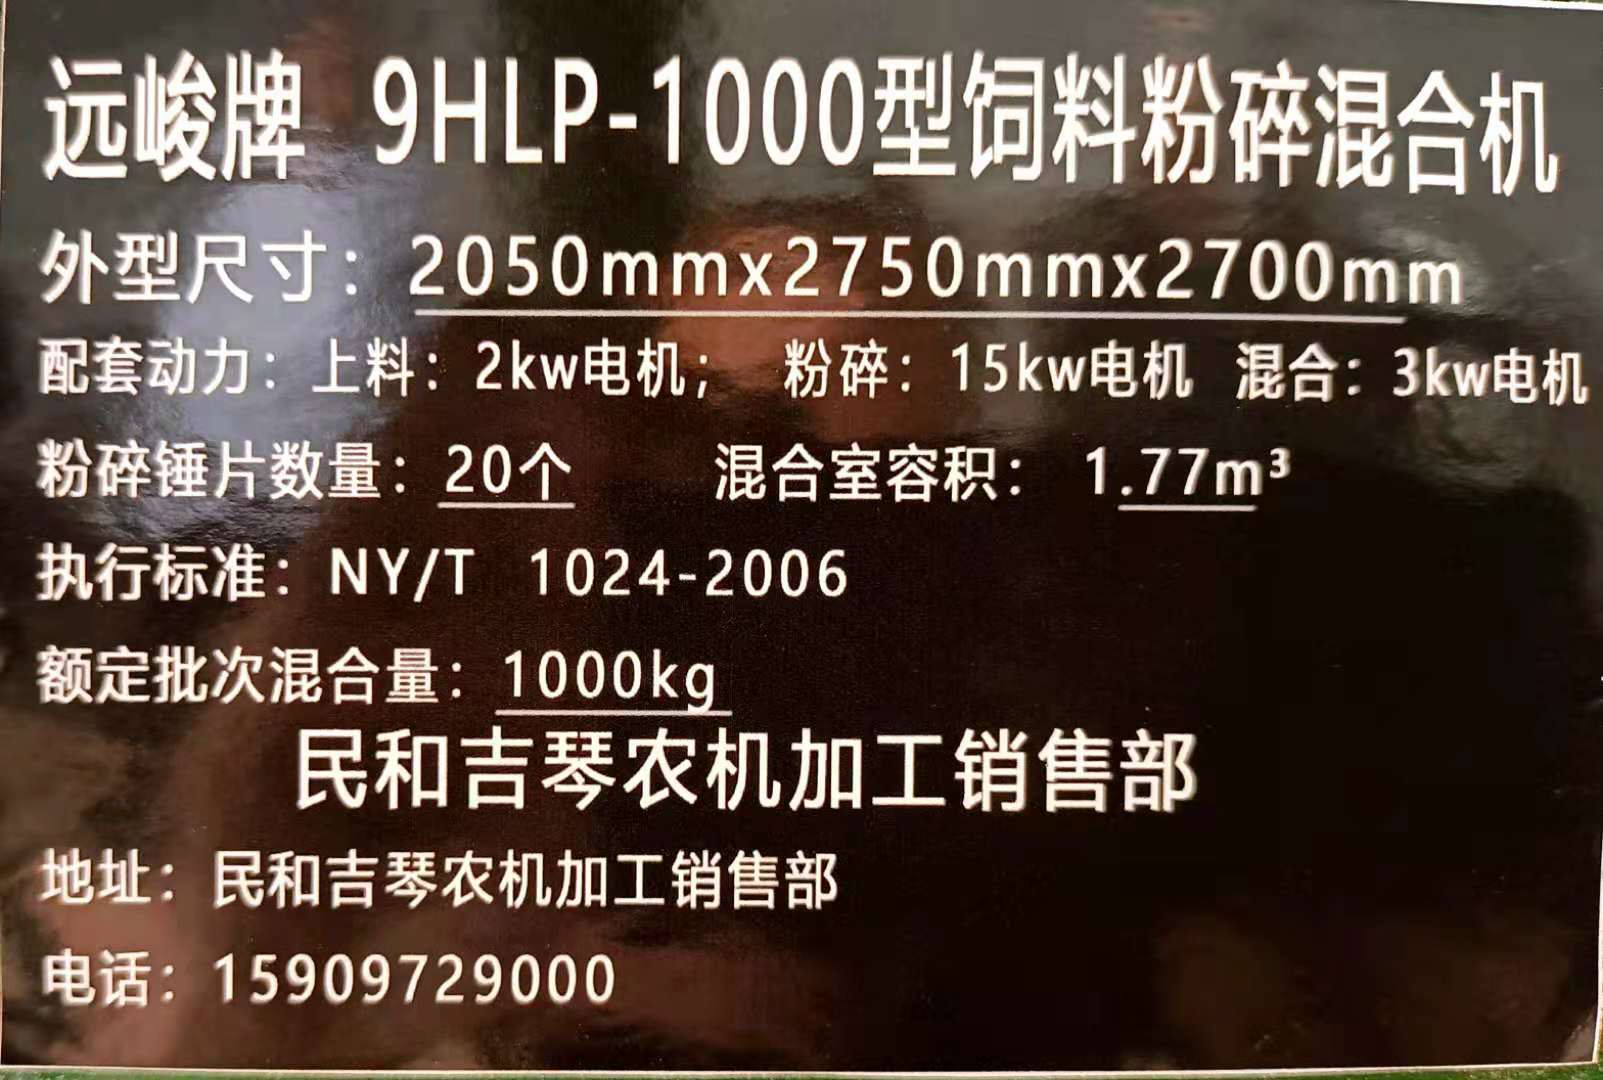 远峻牌 9HLP-1000型饲料粉碎混合机
外型尺寸：2050mmx2750mmx2700mm
配套动力：上料：2kw电机； 粉碎：15kw电机 混合：3kw电机
粉碎锤片数量：20个 混合室容积： 1.77m³
执行标准：NY/T 1024-2006
额定批次混合量：1000kg
民和吉琴农机加工销售部
地址：民和吉琴农机加工销售部
电话：15909729000